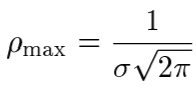 ρ_max = 1 / (σ√(2π))